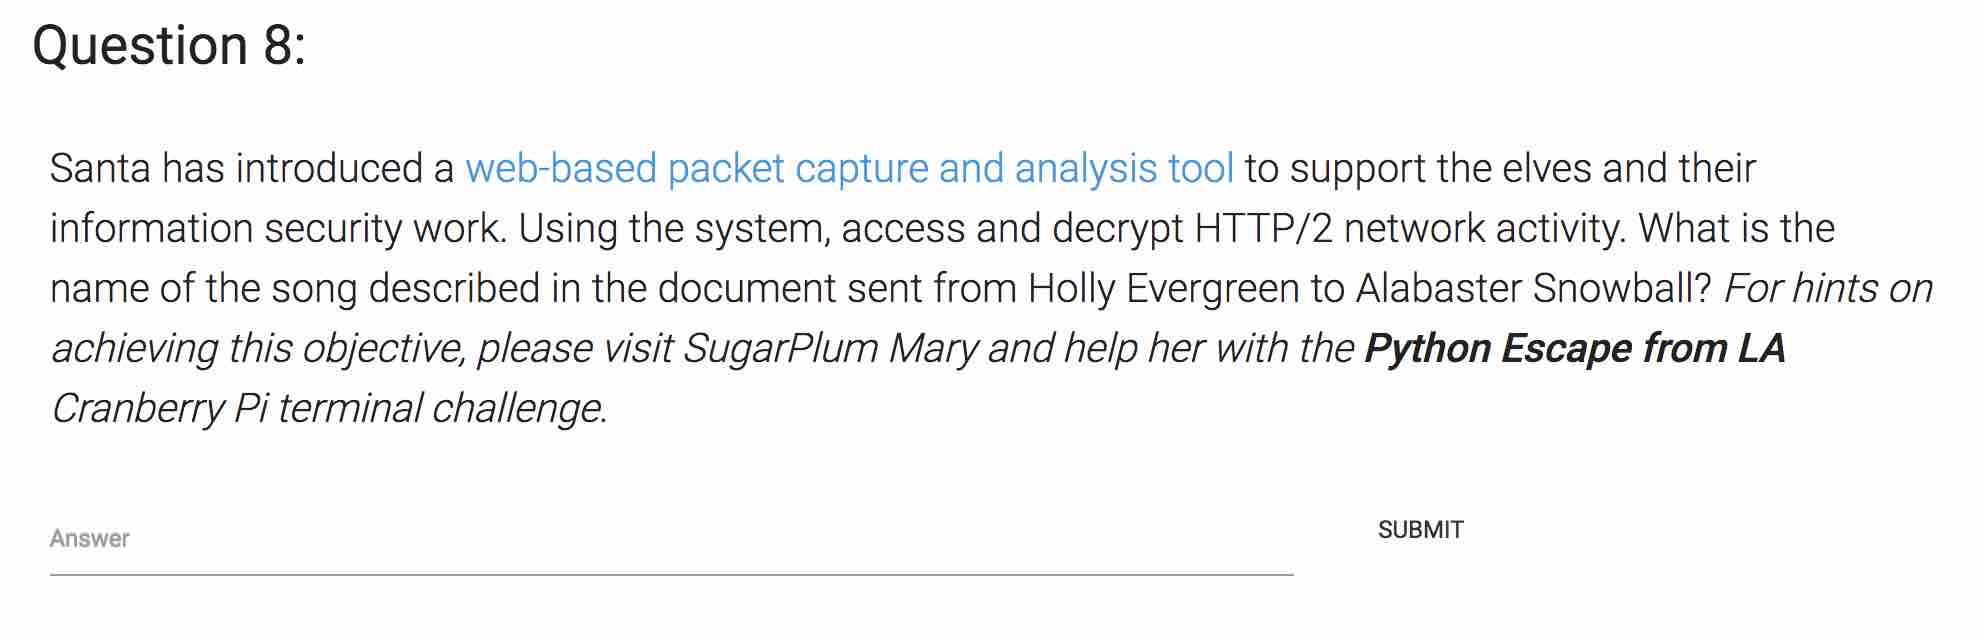 Question 8:
Santa has introduced a web-based packet capture and analysis tool to support the elves and their
information security work. Using the system, access and decrypt HTTP/2 network activity. What is the
name of the song described in the document sent from Holly Evergreen to Alabaster Snowball? For hints on
achieving this objective, please visit SugarPlum Mary and help her with the Python Escape from LA
Cranberry Pi terminal challenge.
Answer
SUBMIT